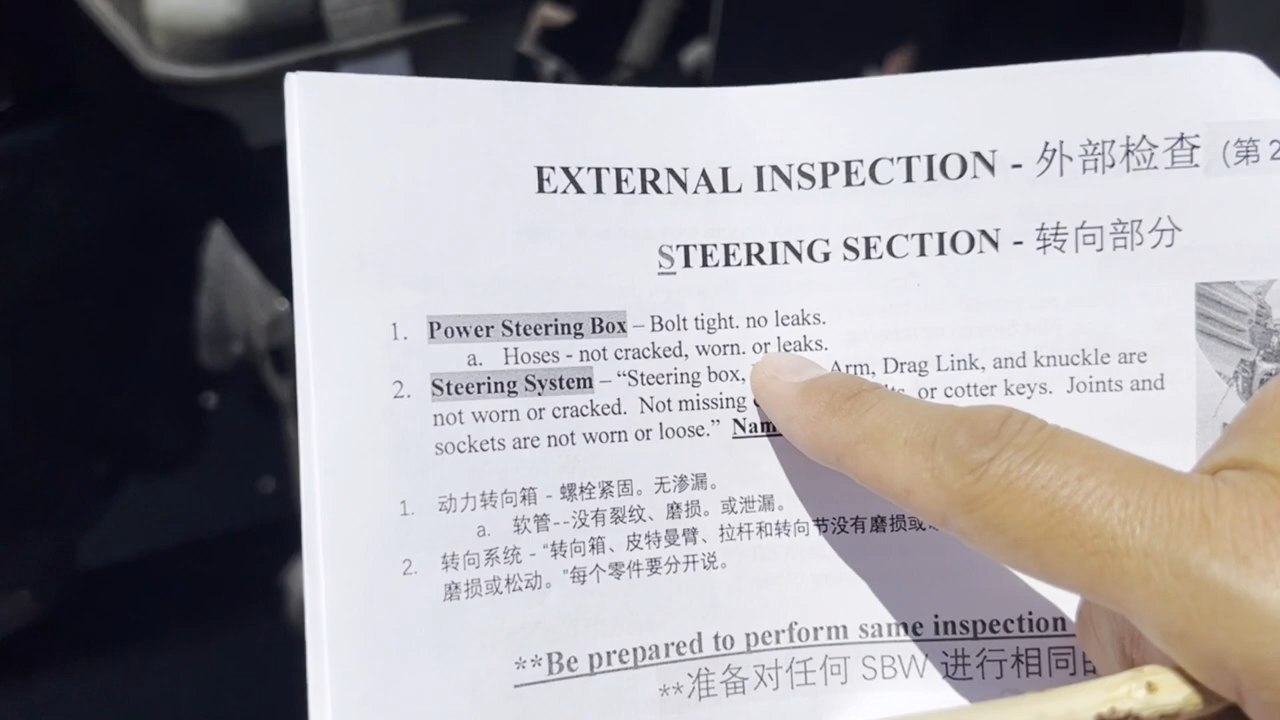 EXTERNAL INSPECTION - 外部检查 (第 2
STEERING SECTION - 转向部分
1. Power Steering Box – Bolt tight. no leaks.
a. Hoses - not cracked, worn. or leaks.
2. Steering System – “Steering box, Arm, Drag Link, and knuckle are
not worn or cracked. Not missing or cotter keys. Joints and
sockets are not worn or loose.”
1. 动力转向箱 - 螺栓紧固。无渗漏。
a. 软管--没有裂纹、磨损。或泄漏。
2. 转向系统 - “转向箱、皮特曼臂、拉杆和转向节没有磨损或
磨损或松动。”每个零件要分开说。
**Be prepared to perform same inspection
**准备对任何 SBW 进行相同